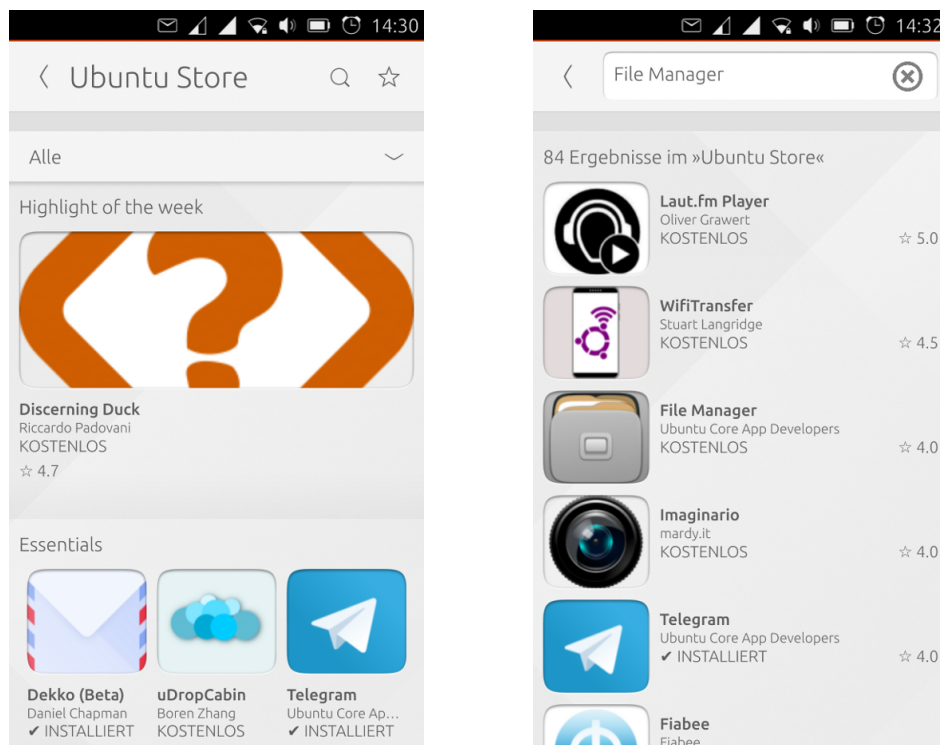 14:30
Ubuntu Store
Alle
Highlight of the week
Discerning Duck
Riccardo Padovani
KOSTENLOS
☆ 4.7
Essentials
Dekko (Beta)
Daniel Chapman
✔ INSTALLIERT
uDropCabin
Boren Zhang
KOSTENLOS
Telegram
Ubuntu Core Ap...
✔ INSTALLIERT
14:32
File Manager
84 Ergebnisse im »Ubuntu Store«
Laut.fm Player
Oliver Grawert
KOSTENLOS
☆ 5.0
WifiTransfer
Stuart Langridge
KOSTENLOS
☆ 4.5
File Manager
Ubuntu Core App Developers
KOSTENLOS
☆ 4.0
Imaginario
mardy.it
KOSTENLOS
☆ 4.0
Telegram
Ubuntu Core App Developers
✔ INSTALLIERT
☆ 4.0
Fiabee
Fiabee